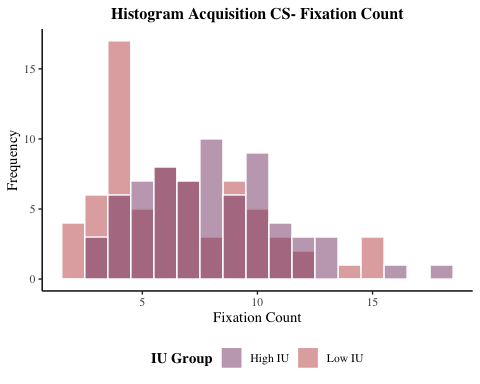 Histogram Acquisition CS- Fixation Count
15
10
5
0
Frequency
5 10 15
Fixation Count
IU Group High IU Low IU